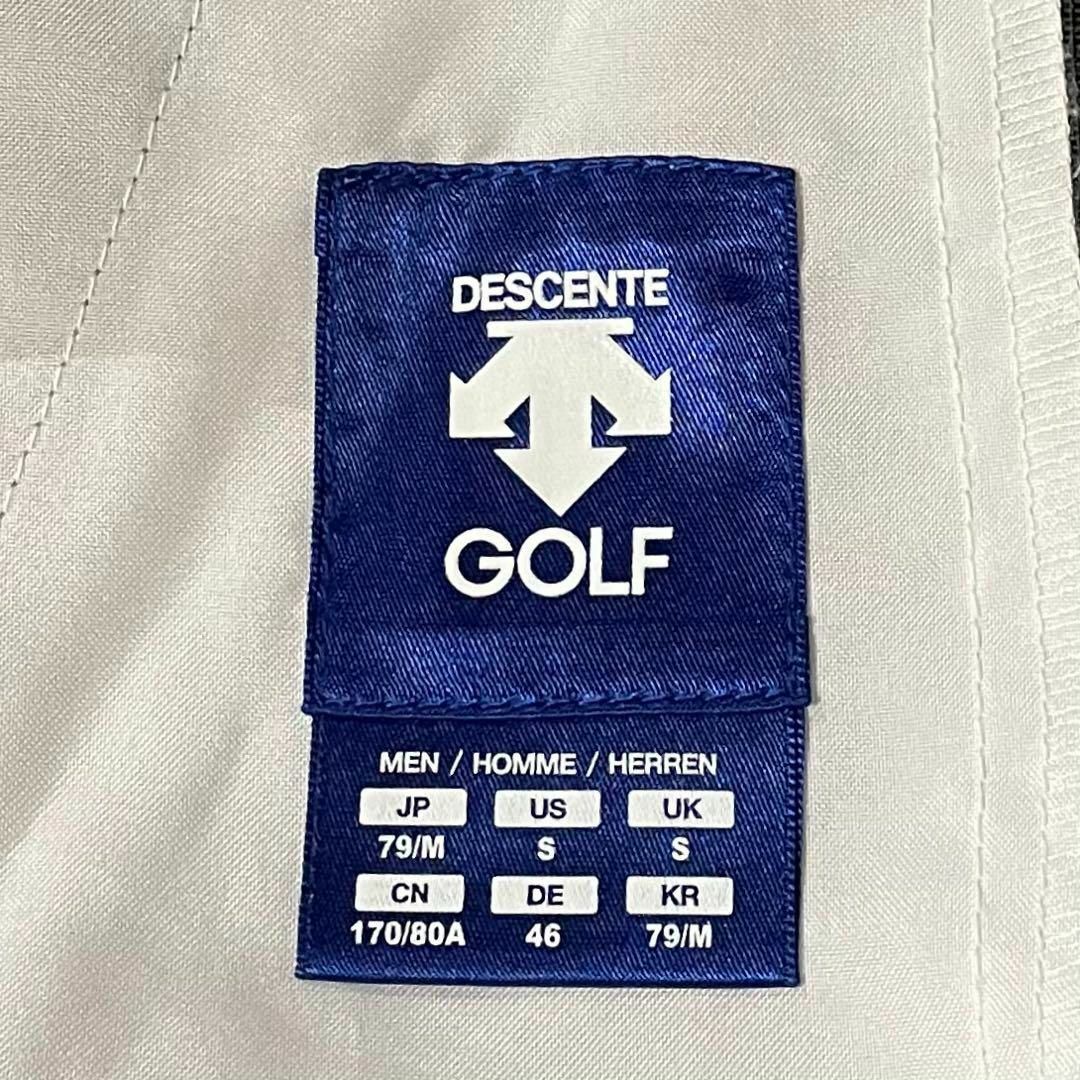 DESCENTE
GOLF
MEN / HOMME / HERREN
JP US UK
79/M S S
CN DE KR
170/80A 46 79/M